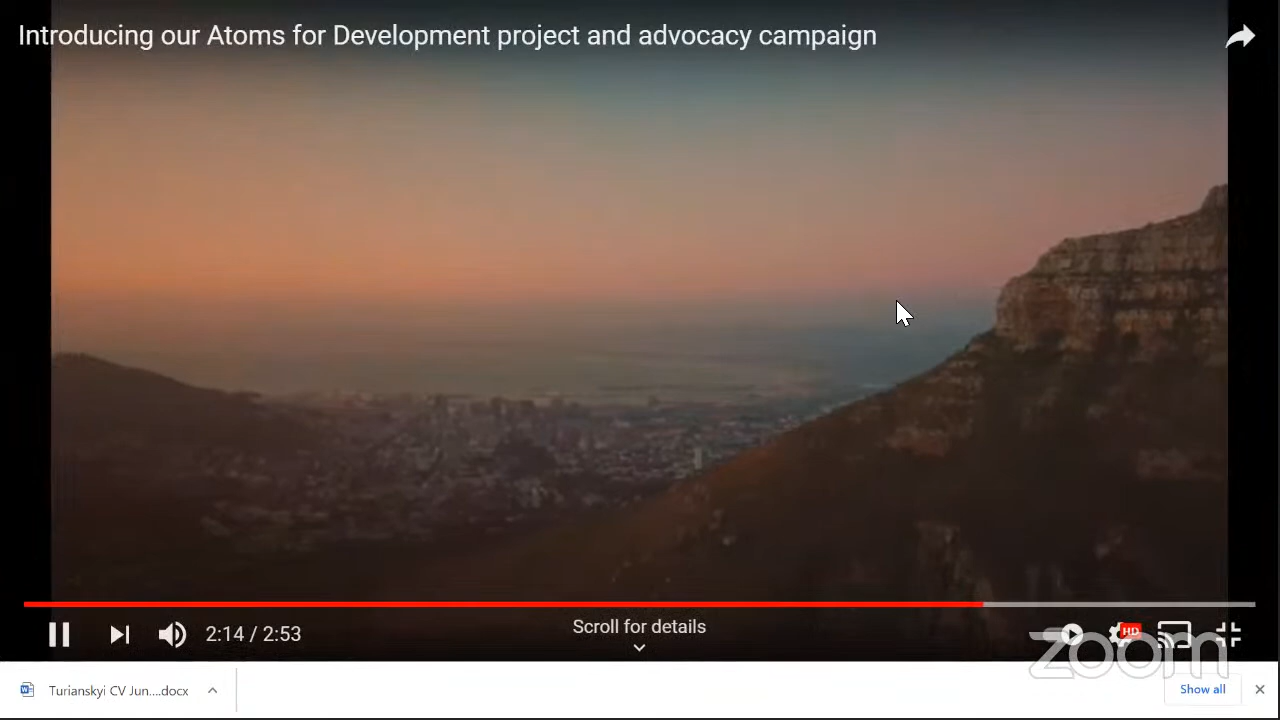 Introducing our Atoms for Development project and advocacy campaign
2:14 / 2:53
Scroll for details
HD
zoom
Turianskyi CV Jun....docx
Show all